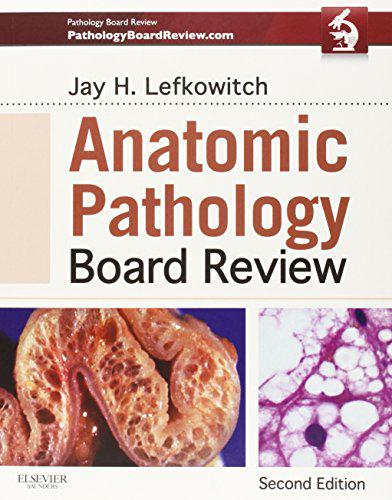 Pathology Board Review
PathologyBoardReview.com
Jay H. Lefkowitch
Anatomic
Pathology
Board Review
ELSEVIER
SAUNDERS
Second Edition